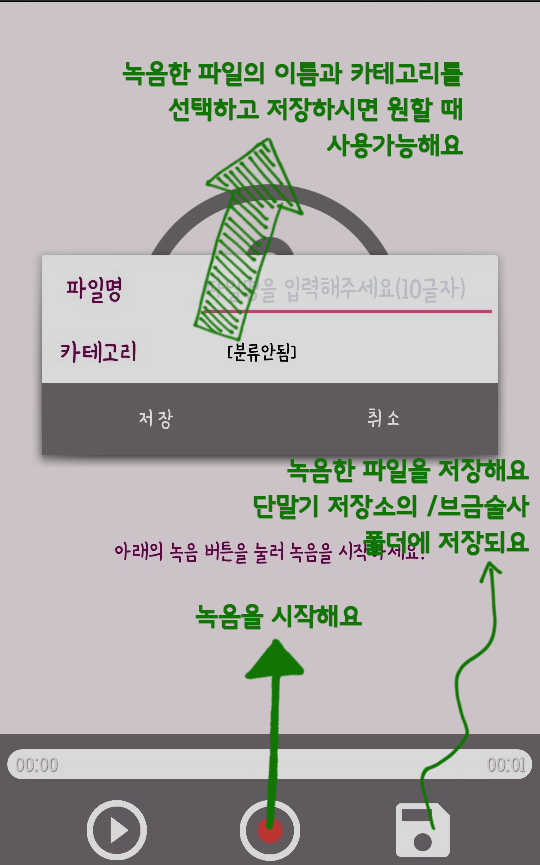 녹음한 파일의 이름과 카테고리를
선택하고 저장하시면 원할 때
사용가능해요
파일명
파일명을 입력해주세요(10글자)
카테고리
[분류안됨]
저장
취소
녹음한 파일을 저장해요
단말기 저장소의 /브금술사
폴더에 저장되요
아래의 녹음 버튼을 눌러 녹음을 시작하세요!
녹음을 시작해요
00:00
00:01